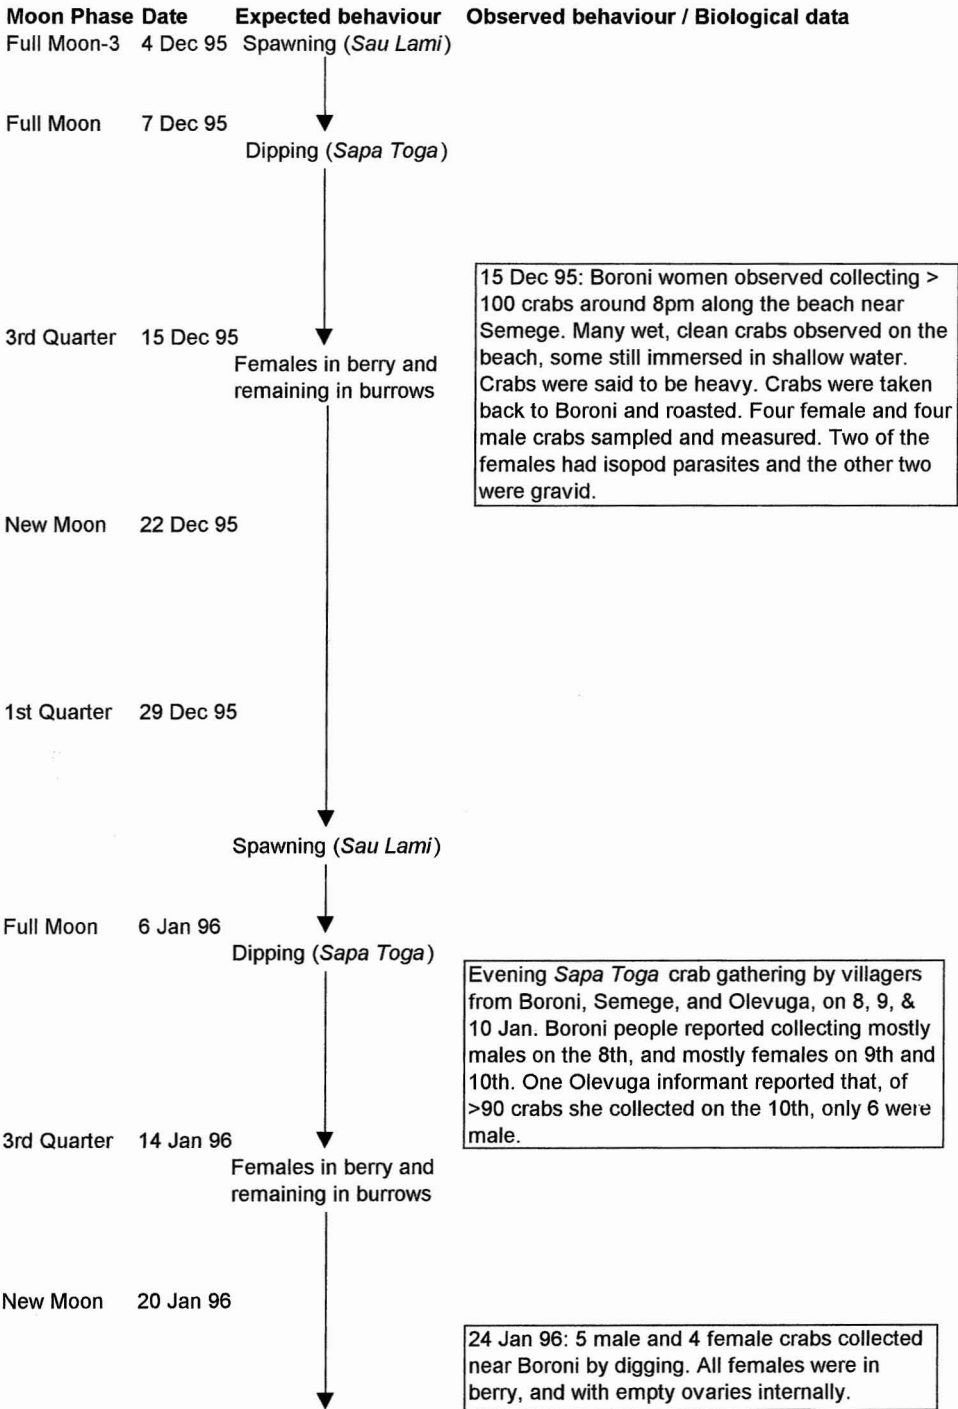 Moon Phase Date Expected behaviour Observed behaviour / Biological data
Full Moon-3 4 Dec 95 Spawning (Sau Lami)
Full Moon 7 Dec 95
Dipping (Sapa Toga)
15 Dec 95: Boroni women observed collecting >
100 crabs around 8pm along the beach near
Semege. Many wet, clean crabs observed on the
beach, some still immersed in shallow water.
Crabs were said to be heavy. Crabs were taken
back to Boroni and roasted. Four female and four
male crabs sampled and measured. Two of the
females had isopod parasites and the other two
were gravid.
3rd Quarter 15 Dec 95
Females in berry and
remaining in burrows
New Moon 22 Dec 95
1st Quarter 29 Dec 95
Spawning (Sau Lami)
Full Moon 6 Jan 96
Dipping (Sapa Toga)
Evening Sapa Toga crab gathering by villagers
from Boroni, Semege, and Olevuga, on 8, 9, &
10 Jan. Boroni people reported collecting mostly
males on the 8th, and mostly females on 9th and
10th. One Olevuga informant reported that, of
>90 crabs she collected on the 10th, only 6 were
male.
3rd Quarter 14 Jan 96
Females in berry and
remaining in burrows
New Moon 20 Jan 96
24 Jan 96: 5 male and 4 female crabs collected
near Boroni by digging. All females were in
berry, and with empty ovaries internally.